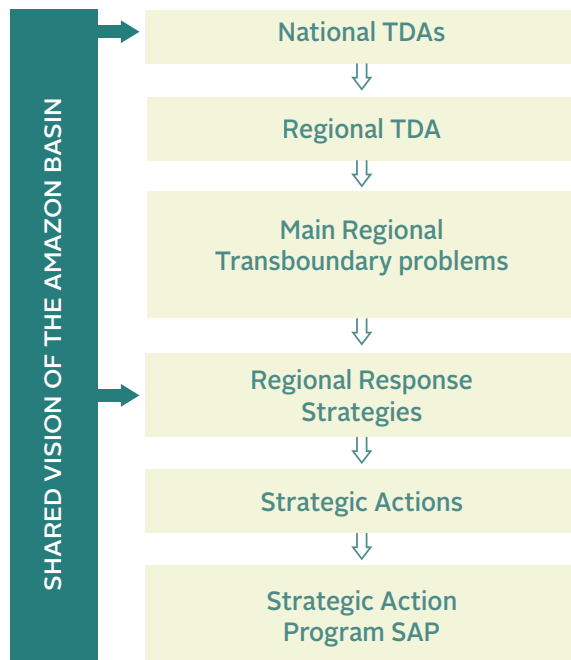 SHARED VISION OF THE AMAZON BASIN
National TDAs
Regional TDA
Main Regional
Transboundary problems
Regional Response
Strategies
Strategic Actions
Strategic Action
Program SAP